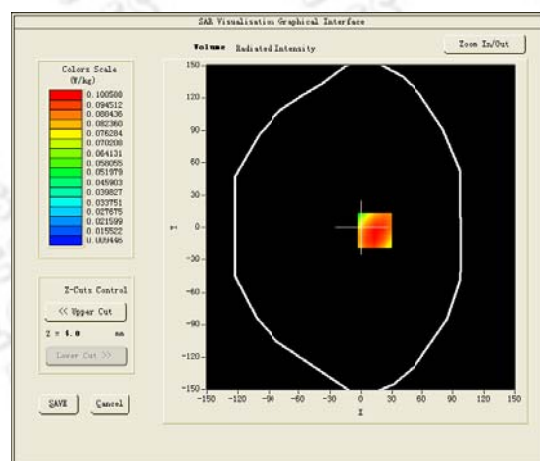 SAR Visualisation Graphical Interface
Volume Radiated Intensity
Zoom In/Out
Colors Scale
(W/kg)
0.100588
0.094512
0.088436
0.082360
0.076284
0.070208
0.064131
0.058055
0.051979
0.045903
0.039827
0.033751
0.027675
0.021599
0.015522
0.009446
150
120
90
60
30
0
-30
-60
-90
-120
-150
Y
-150 -120 -90 -60 -30 0 30 60 90 120 150
X
Z-Cuts Control
<< Upper Cut
Z = 4.0 mm
Lower Cut >>
SAVE
Cancel